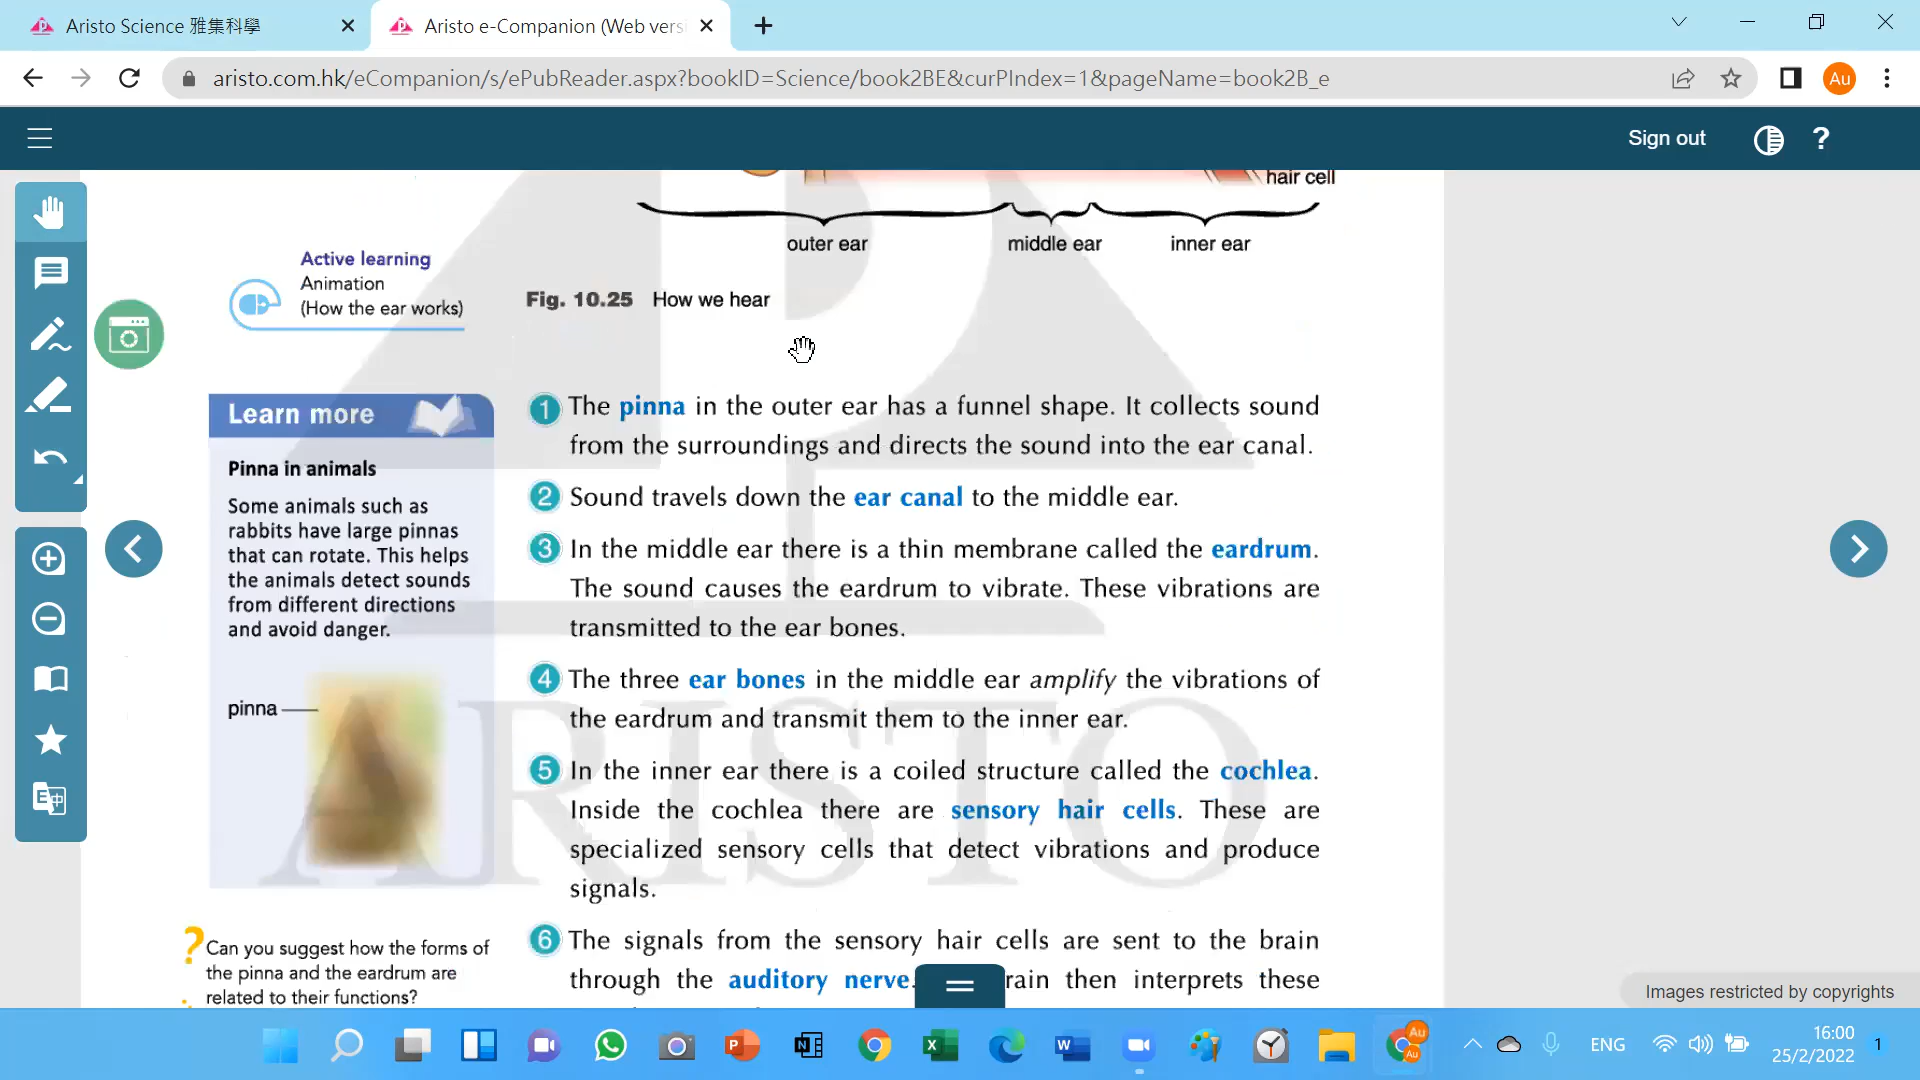 Aristo Science 雅集科學
Aristo e-Companion (Web versi
aristo.com.hk/eCompanion/s/ePubReader.aspx?bookID=Science/book2BE&curPIndex=1&pageName=book2B_e
Au
Sign out
?
hair cell
outer ear
middle ear
inner ear
Active learning
Animation
(How the ear works)
Fig. 10.25 How we hear
Learn more
Pinna in animals
Some animals such as
rabbits have large pinnas
that can rotate. This helps
the animals detect sounds
from different directions
and avoid danger.
pinna
? Can you suggest how the forms of
the pinna and the eardrum are
related to their functions?
1 The pinna in the outer ear has a funnel shape. It collects sound
from the surroundings and directs the sound into the ear canal.
2 Sound travels down the ear canal to the middle ear.
3 In the middle ear there is a thin membrane called the eardrum.
The sound causes the eardrum to vibrate. These vibrations are
transmitted to the ear bones.
4 The three ear bones in the middle ear amplify the vibrations of
the eardrum and transmit them to the inner ear.
5 In the inner ear there is a coiled structure called the cochlea.
Inside the cochlea there are sensory hair cells. These are
specialized sensory cells that detect vibrations and produce
signals.
6 The signals from the sensory hair cells are sent to the brain
through the auditory nerve. rain then interprets these
ARISTO
Images restricted by copyrights
ENG
16:00
25/2/2022
1